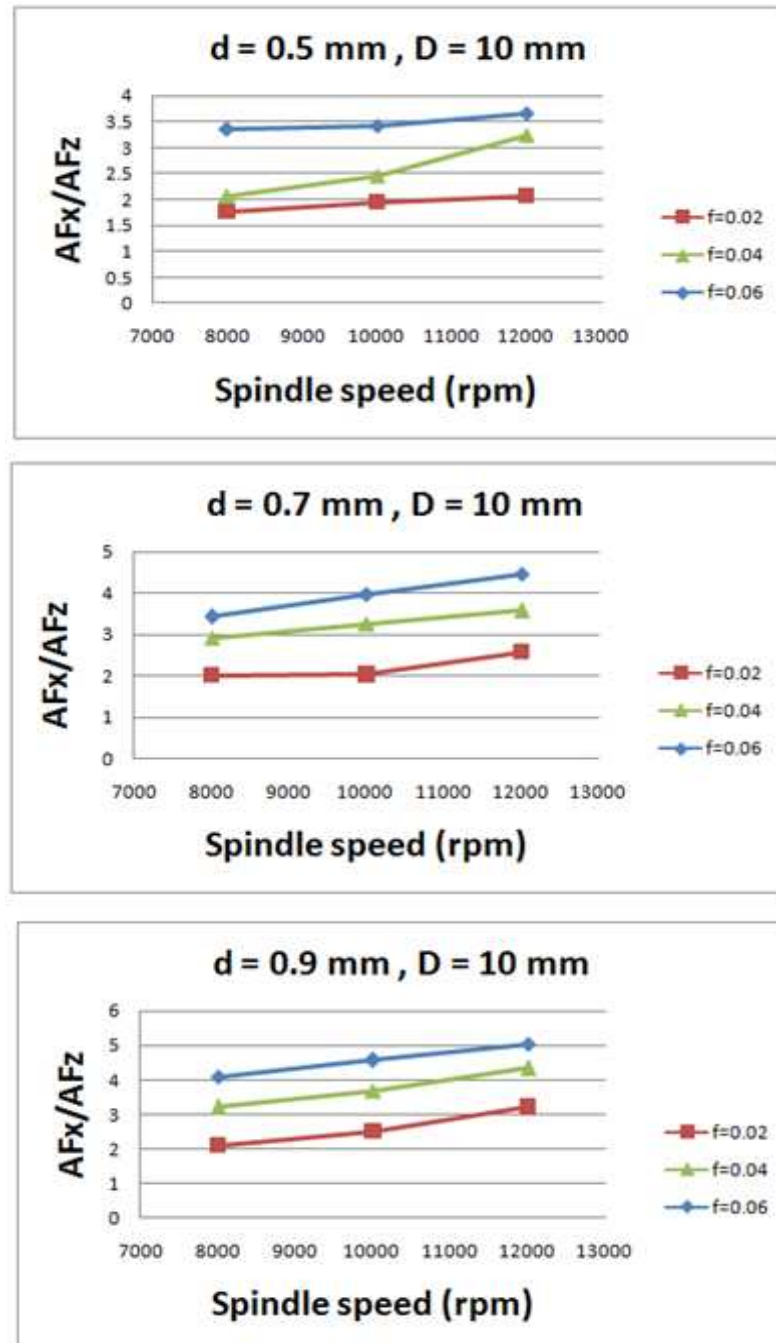 d = 0.5 mm , D = 10 mm
4
3.5
3
2.5
2
1.5
1
0.5
0
AFx/AFz
7000 8000 9000 10000 11000 12000 13000
Spindle speed (rpm)
f=0.02
f=0.04
f=0.06
d = 0.7 mm , D = 10 mm
5
4
3
2
1
0
AFx/AFz
7000 8000 9000 10000 11000 12000 13000
Spindle speed (rpm)
f=0.02
f=0.04
f=0.06
d = 0.9 mm , D = 10 mm
6
5
4
3
2
1
0
AFx/AFz
7000 8000 9000 10000 11000 12000 13000
Spindle speed (rpm)
f=0.02
f=0.04
f=0.06